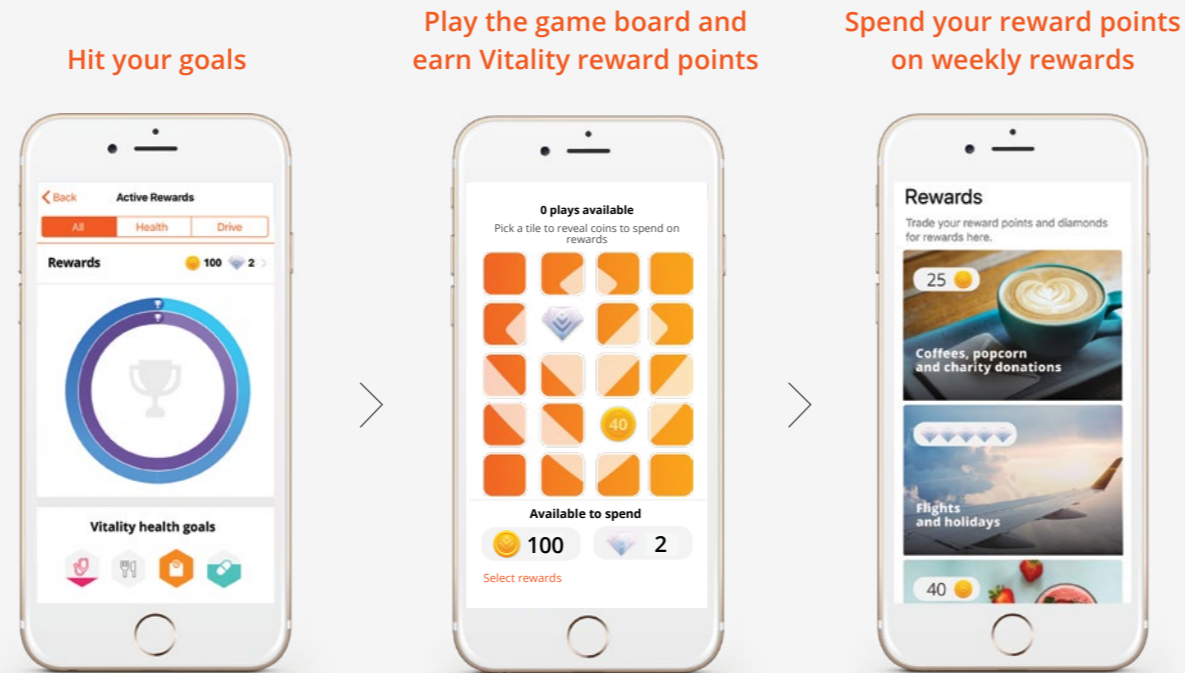 Hit your goals
Play the game board and
earn Vitality reward points
Spend your reward points
on weekly rewards
Back
Active Rewards
All
Health
Drive
Rewards
100
2
Vitality health goals
0 plays available
Pick a tile to reveal coins to spend on
rewards
40
Available to spend
100
2
Select rewards
Rewards
Trade your reward points and diamonds
for rewards here.
25
Coffees, popcorn
and charity donations
Flights
and holidays
40